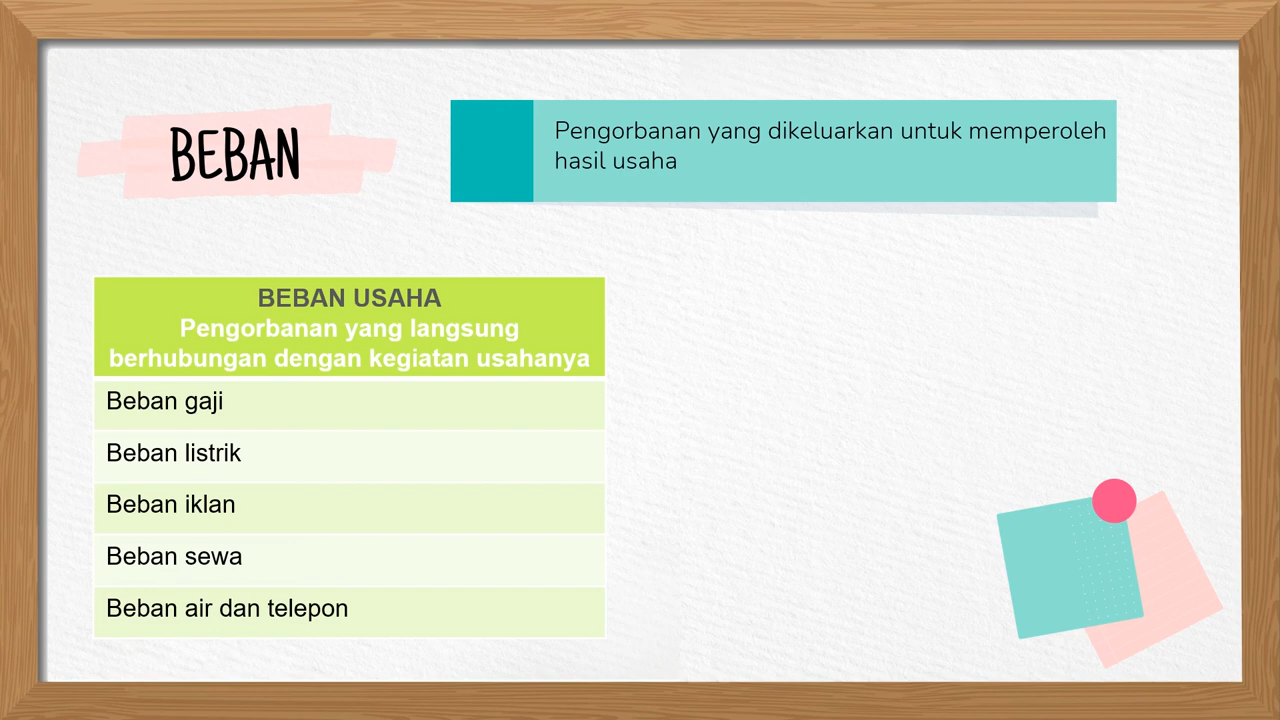 BEBAN
Pengorbanan yang dikeluarkan untuk memperoleh
hasil usaha
BEBAN USAHA
Pengorbanan yang langsung
berhubungan dengan kegiatan usahanya
Beban gaji
Beban listrik
Beban iklan
Beban sewa
Beban air dan telepon